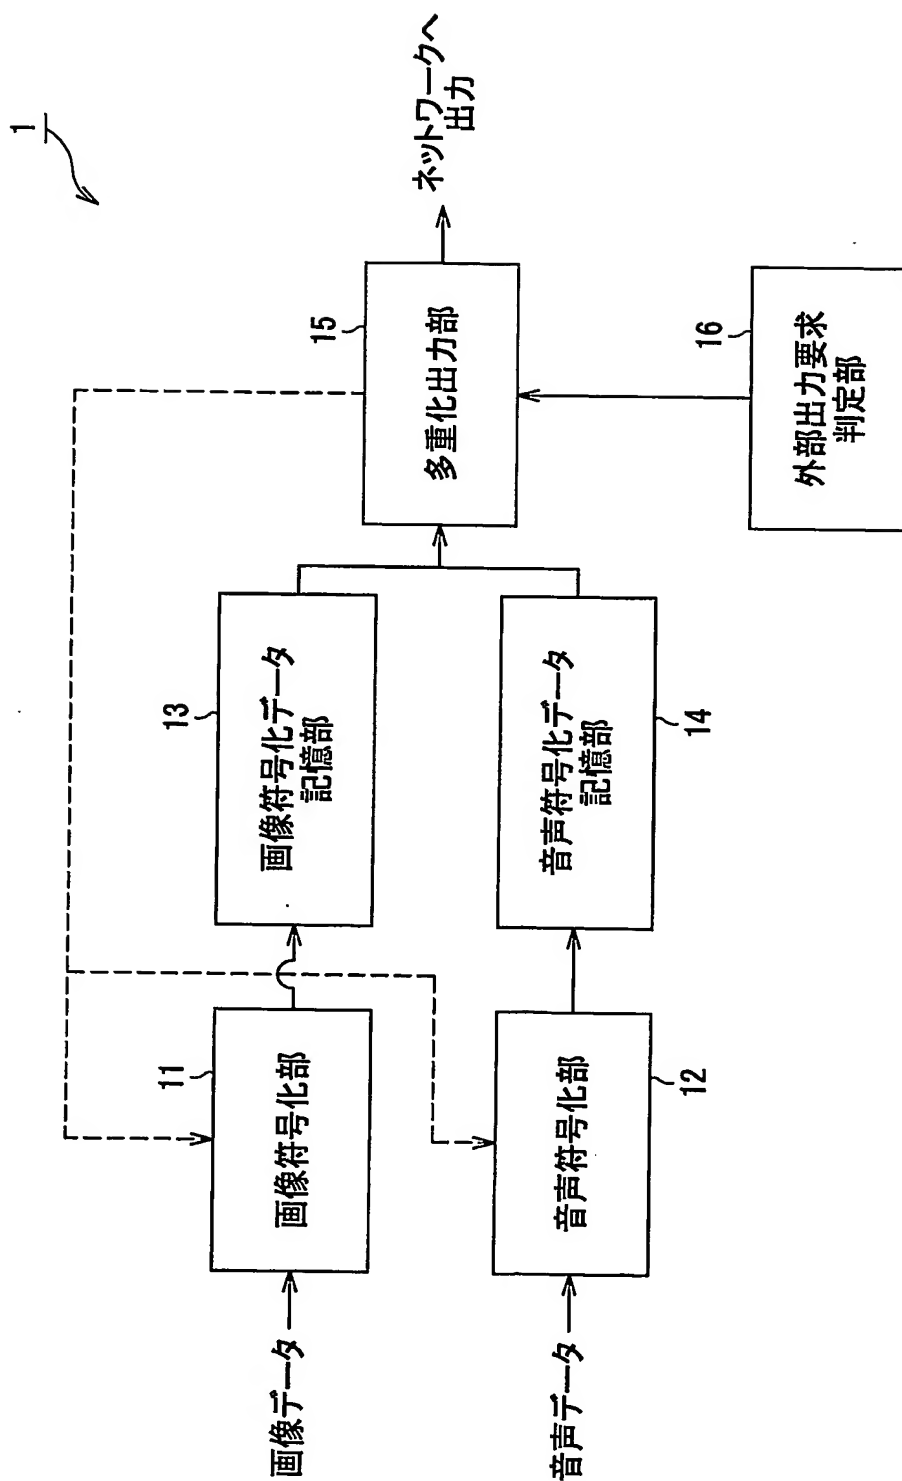 1
画像データ
11
画像符号化部
13
画像符号化データ
記憶部
15
多重化出力部
ネットワークへ
出力
音声データ
音声符号化部
12
音声符号化データ
記憶部
14
16
外部出力要求
判定部